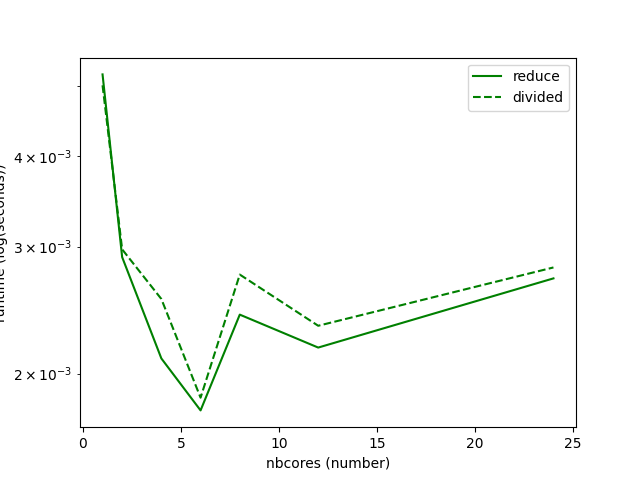 reduce
divided
4 × 10⁻³
3 × 10⁻³
2 × 10⁻³
(log(seconds))
0 5 10 15 20 25
nbcores (number)